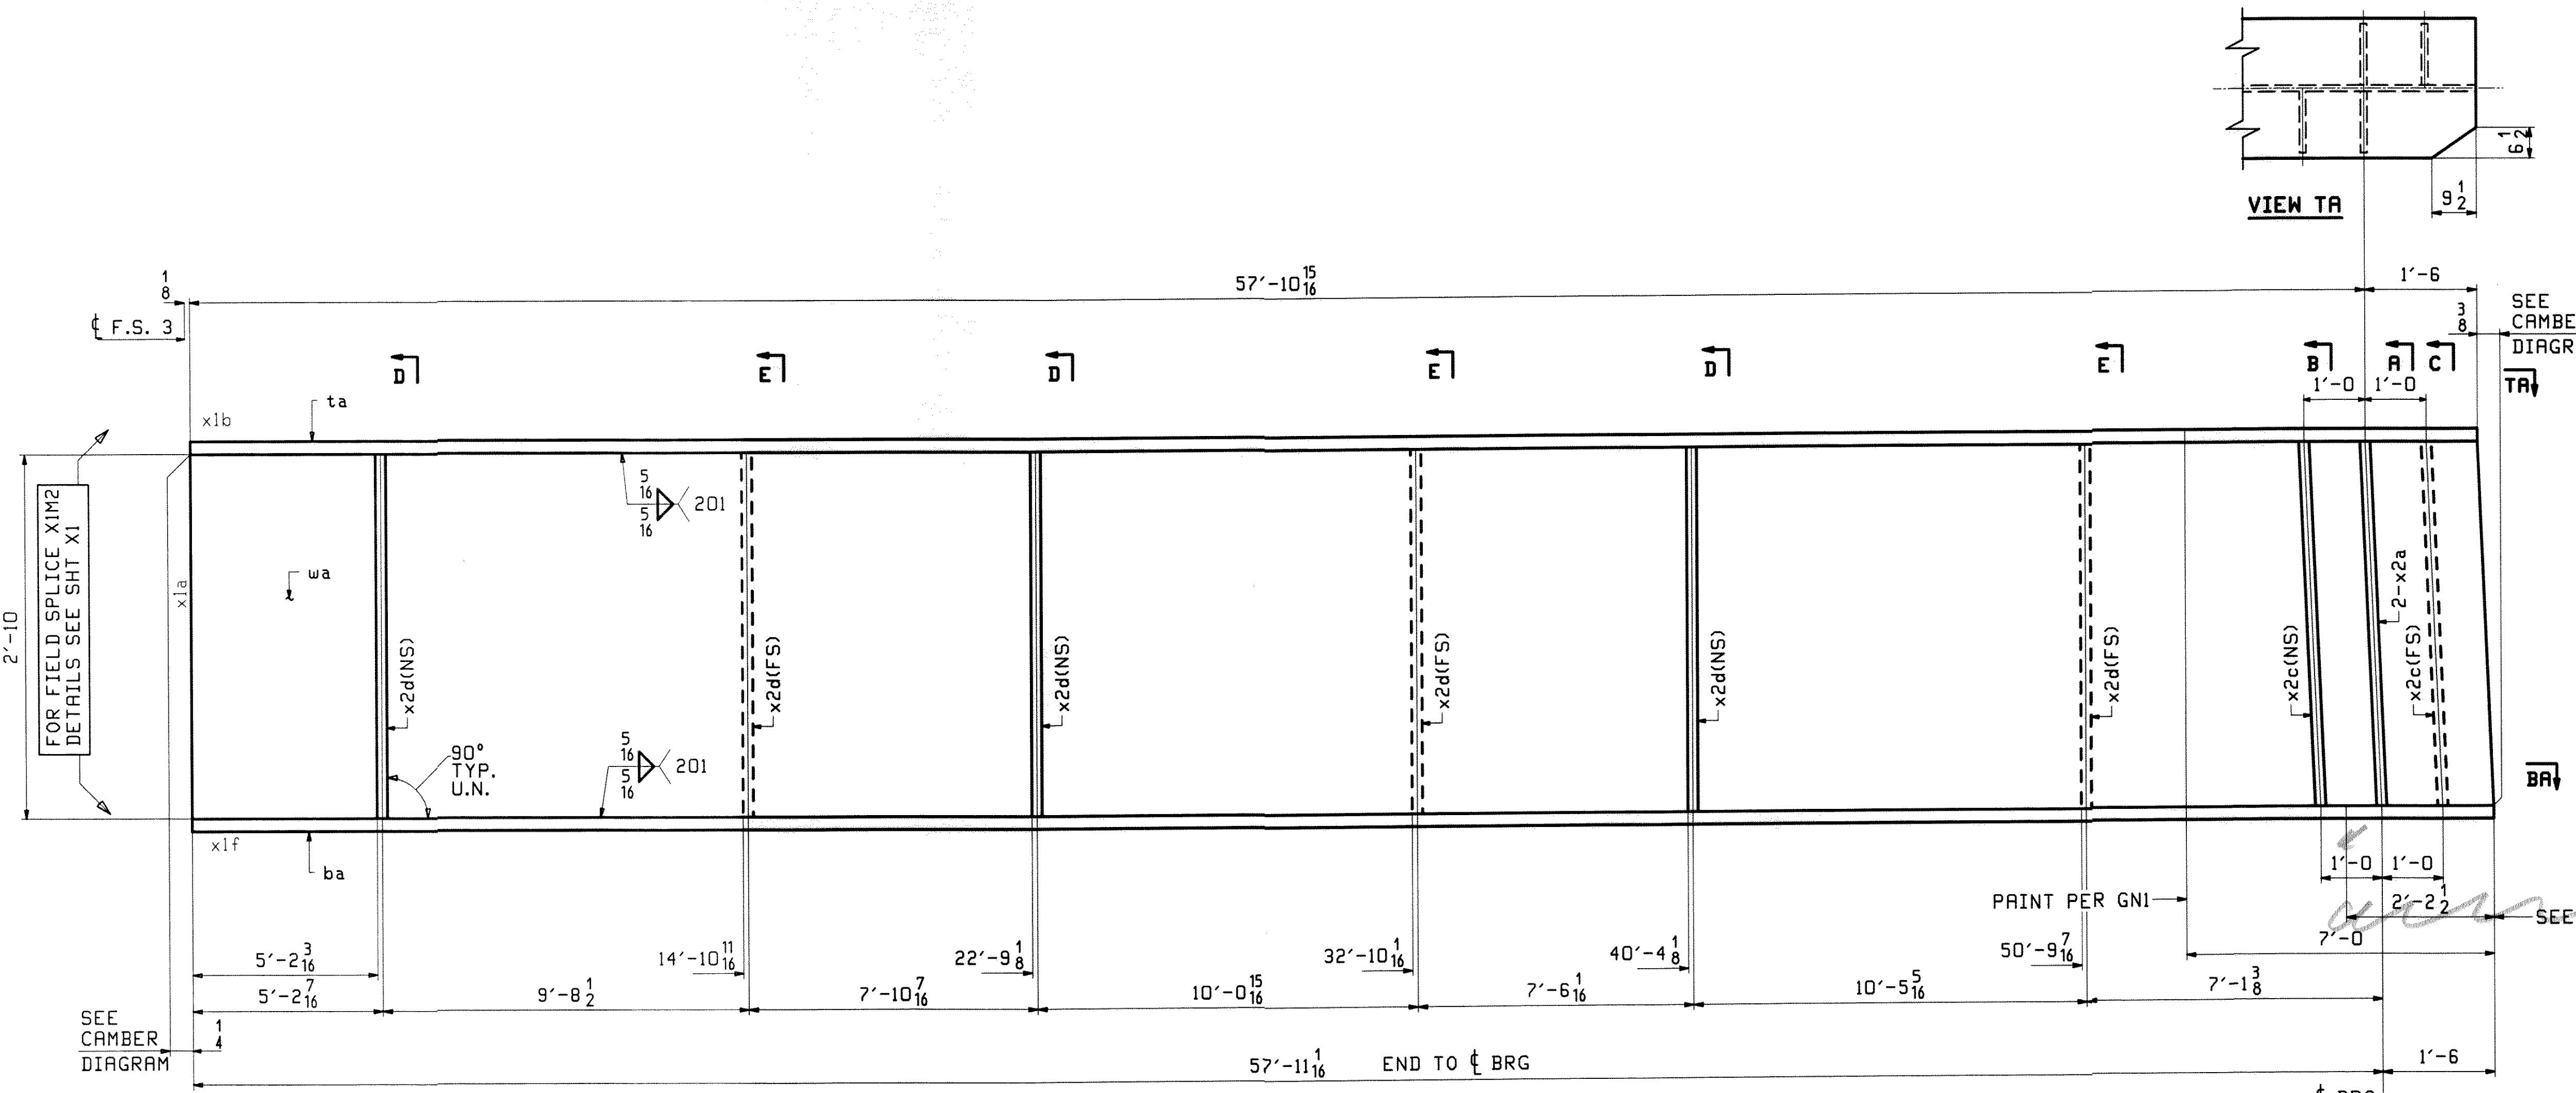 6 1/2
9 1/2
VIEW TA
1/8
57'-10 15/16
1'-6
℄ F.S. 3
3/8
SEE
CAMBE
DIAGR
D
E
D
E
D
E
B
A
C
1'-0
1'-0
TA
x1b
ta
FOR FIELD SPLICE X1M2
DETAILS SEE SHT X1
2'-10
x1a
wa
5/16
5/16
201
x2d(NS)
x2d(FS)
x2d(NS)
x2d(FS)
x2d(NS)
x2d(FS)
x2c(NS)
2-x2a
x2c(FS)
90°
TYP.
U.N.
5/16
5/16
201
BA
x1f
ba
1'-0
1'-0
PAINT PER GN1
2'-2 1/2
SEE
7'-0
5'-2 3/16
14'-10 11/16
22'-9 1/8
32'-10 1/16
40'-4 1/8
50'-9 7/16
5'-2 7/16
9'-8 1/2
7'-10 7/16
10'-0 15/16
7'-6 1/16
10'-5 5/16
7'-1 3/8
SEE
CAMBER
DIAGRAM
1/4
57'-11 1/16 END TO ℄ BRG
1'-6